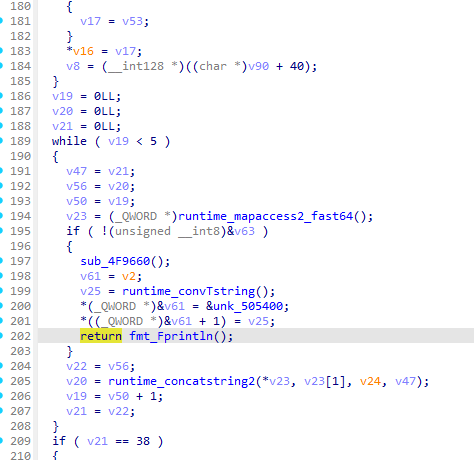 180 {
181 v17 = v53;
182 }
183 *v16 = v17;
184 v8 = (__int128 *)((char *)v90 + 40);
185 }
186 v19 = 0LL;
187 v20 = 0LL;
188 v21 = 0LL;
189 while ( v19 < 5 )
190 {
191 v47 = v21;
192 v56 = v20;
193 v50 = v19;
194 v23 = (_QWORD *)runtime_mapaccess2_fast64();
195 if ( !(unsigned __int8)&v63 )
196 {
197 sub_4F9660();
198 v61 = v2;
199 v25 = runtime_convTstring();
200 *(_QWORD *)&v61 = &unk_505400;
201 *((_QWORD *)&v61 + 1) = v25;
202 return fmt_Fprintln();
203 }
204 v22 = v56;
205 v20 = runtime_concatstring2(*v23, v23[1], v24, v47);
206 v19 = v50 + 1;
207 v21 = v22;
208 }
209 if ( v21 == 38 )
210 {